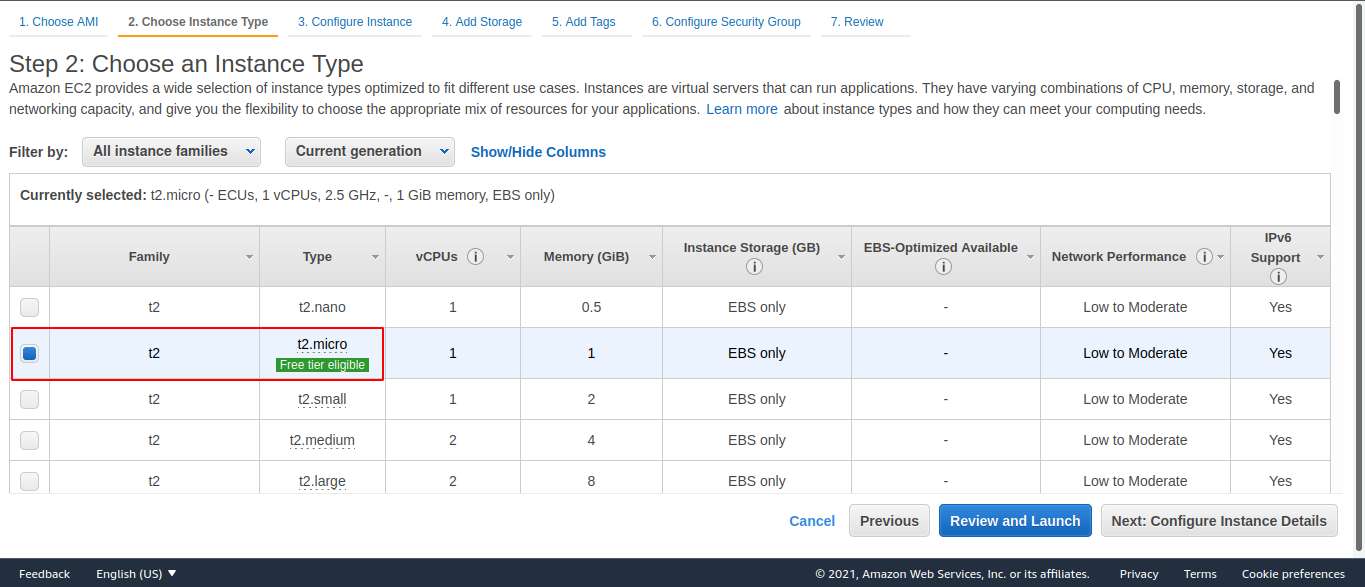 1. Choose AMI 2. Choose Instance Type 3. Configure Instance 4. Add Storage 5. Add Tags 6. Configure Security Group 7. Review
Step 2: Choose an Instance Type
Amazon EC2 provides a wide selection of instance types optimized to fit different use cases. Instances are virtual servers that can run applications. They have varying combinations of CPU, memory, storage, and
networking capacity, and give you the flexibility to choose the appropriate mix of resources for your applications. Learn more about instance types and how they can meet your computing needs.
Filter by: All instance families Current generation Show/Hide Columns
Currently selected: t2.micro (- ECUs, 1 vCPUs, 2.5 GHz, -, 1 GiB memory, EBS only)
Family Type vCPUs i Memory (GiB) Instance Storage (GB) i EBS-Optimized Available i Network Performance i IPv6 Support i
t2 t2.nano 1 0.5 EBS only - Low to Moderate Yes
t2 t2.micro Free tier eligible 1 1 EBS only - Low to Moderate Yes
t2 t2.small 1 2 EBS only - Low to Moderate Yes
t2 t2.medium 2 4 EBS only - Low to Moderate Yes
t2 t2.large 2 8 EBS only - Low to Moderate Yes
Cancel Previous Review and Launch Next: Configure Instance Details
Feedback English (US) © 2021, Amazon Web Services, Inc. or its affiliates. Privacy Terms Cookie preferences